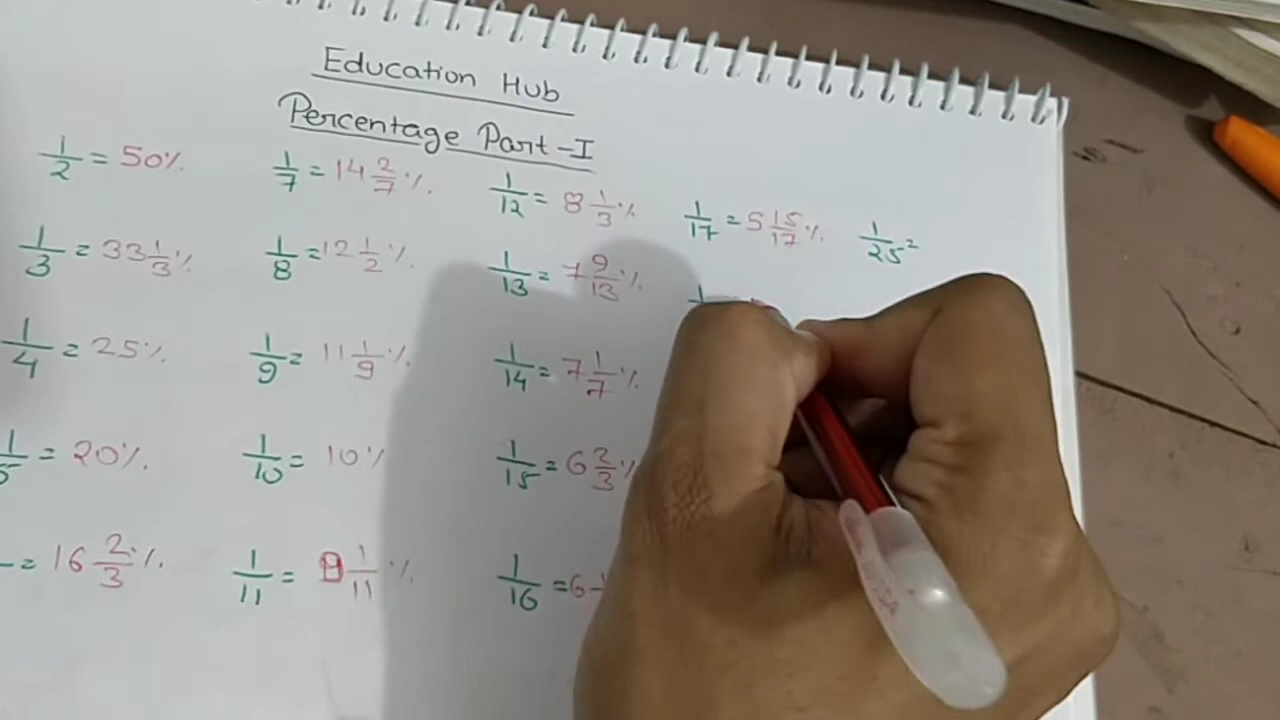 Education Hub
Percentage Part-I
1/2 = 50%
1/3 = 33 1/3 %
1/4 = 25%
1/5 = 20%
= 16 2/3 %
1/7 = 14 2/7 %
1/8 = 12 1/2 %
1/9 = 11 1/9 %
1/10 = 10%
1/11 = 9 1/11 %
1/12 = 8 1/3 %
1/13 = 7 9/13 %
1/14 = 7 1/7 %
1/15 = 6 2/3 %
1/16 = 6
1/17 = 5 15/17 %
1/25 =